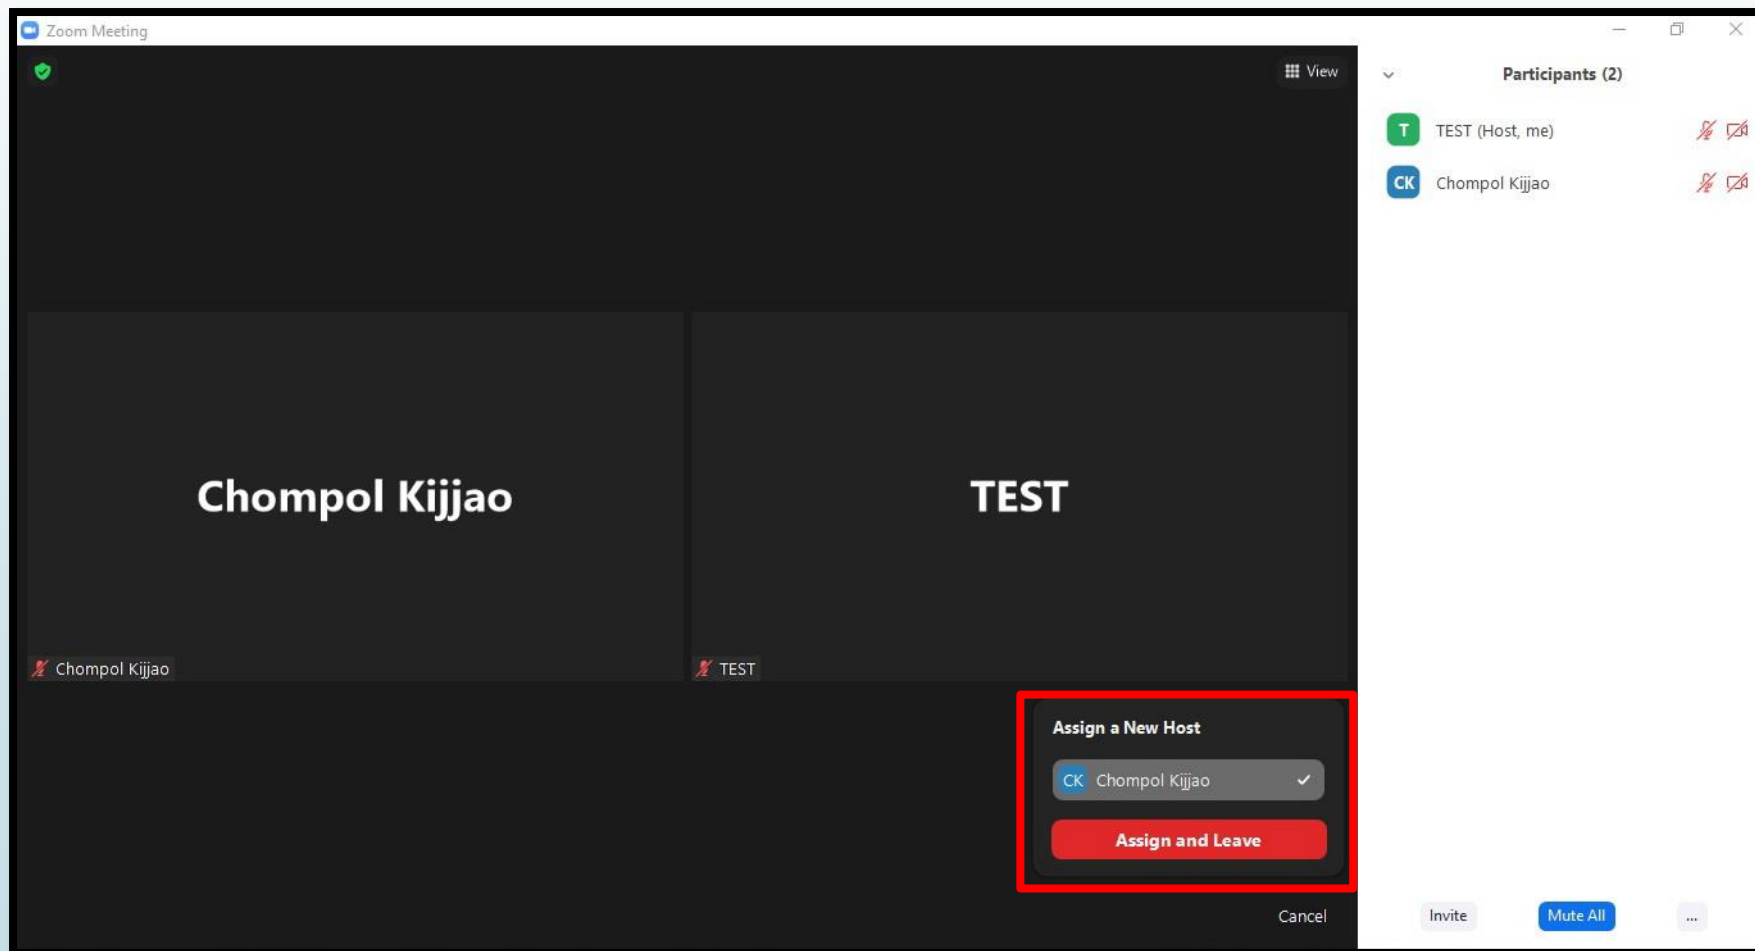 Zoom Meeting
View
Participants (2)
T TEST (Host, me)
CK Chompol Kijjao
Chompol Kijjao
TEST
Chompol Kijjao
TEST
Assign a New Host
CK Chompol Kijjao
Assign and Leave
Cancel
Invite
Mute All
...